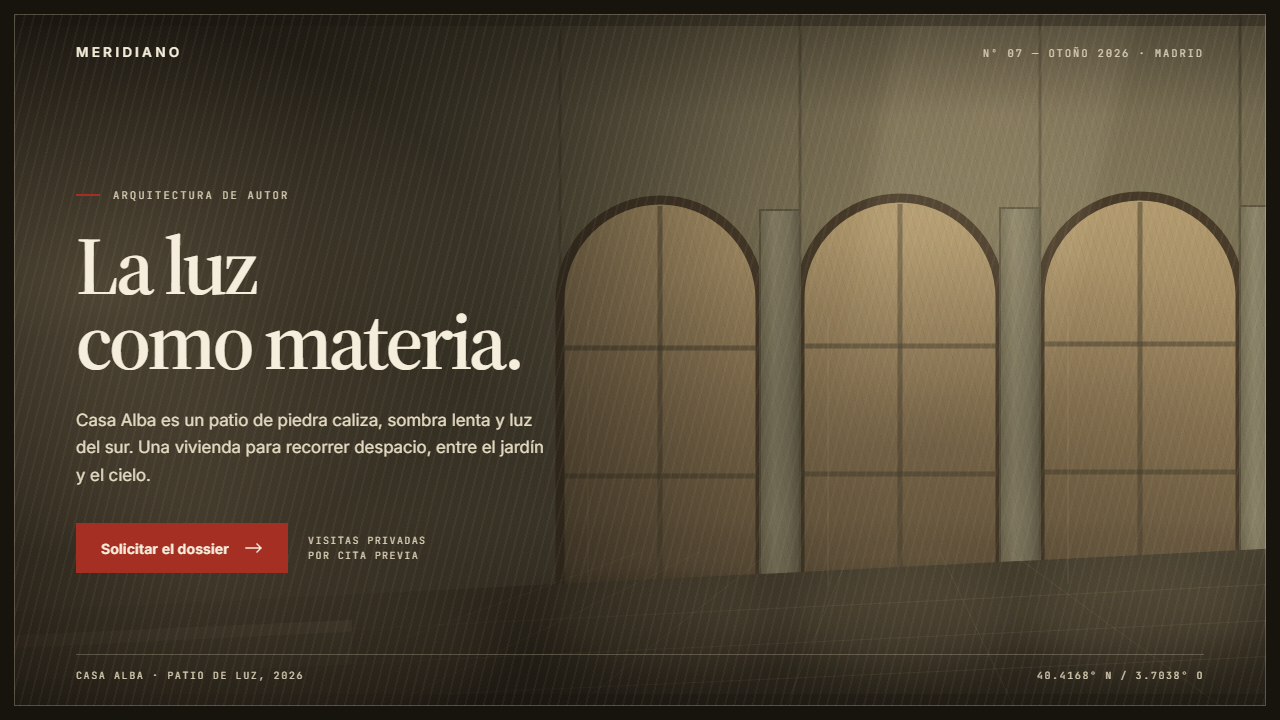 MERIDIANO
N° 07 — OTOÑO 2026 · MADRID
ARQUITECTURA DE AUTOR
La luz
como materia.
Casa Alba es un patio de piedra caliza, sombra lenta y luz
del sur. Una vivienda para recorrer despacio, entre el jardín
y el cielo.
Solicitar el dossier →
VISITAS PRIVADAS
POR CITA PREVIA
CASA ALBA · PATIO DE LUZ, 2026
40.4168° N / 3.7038° O